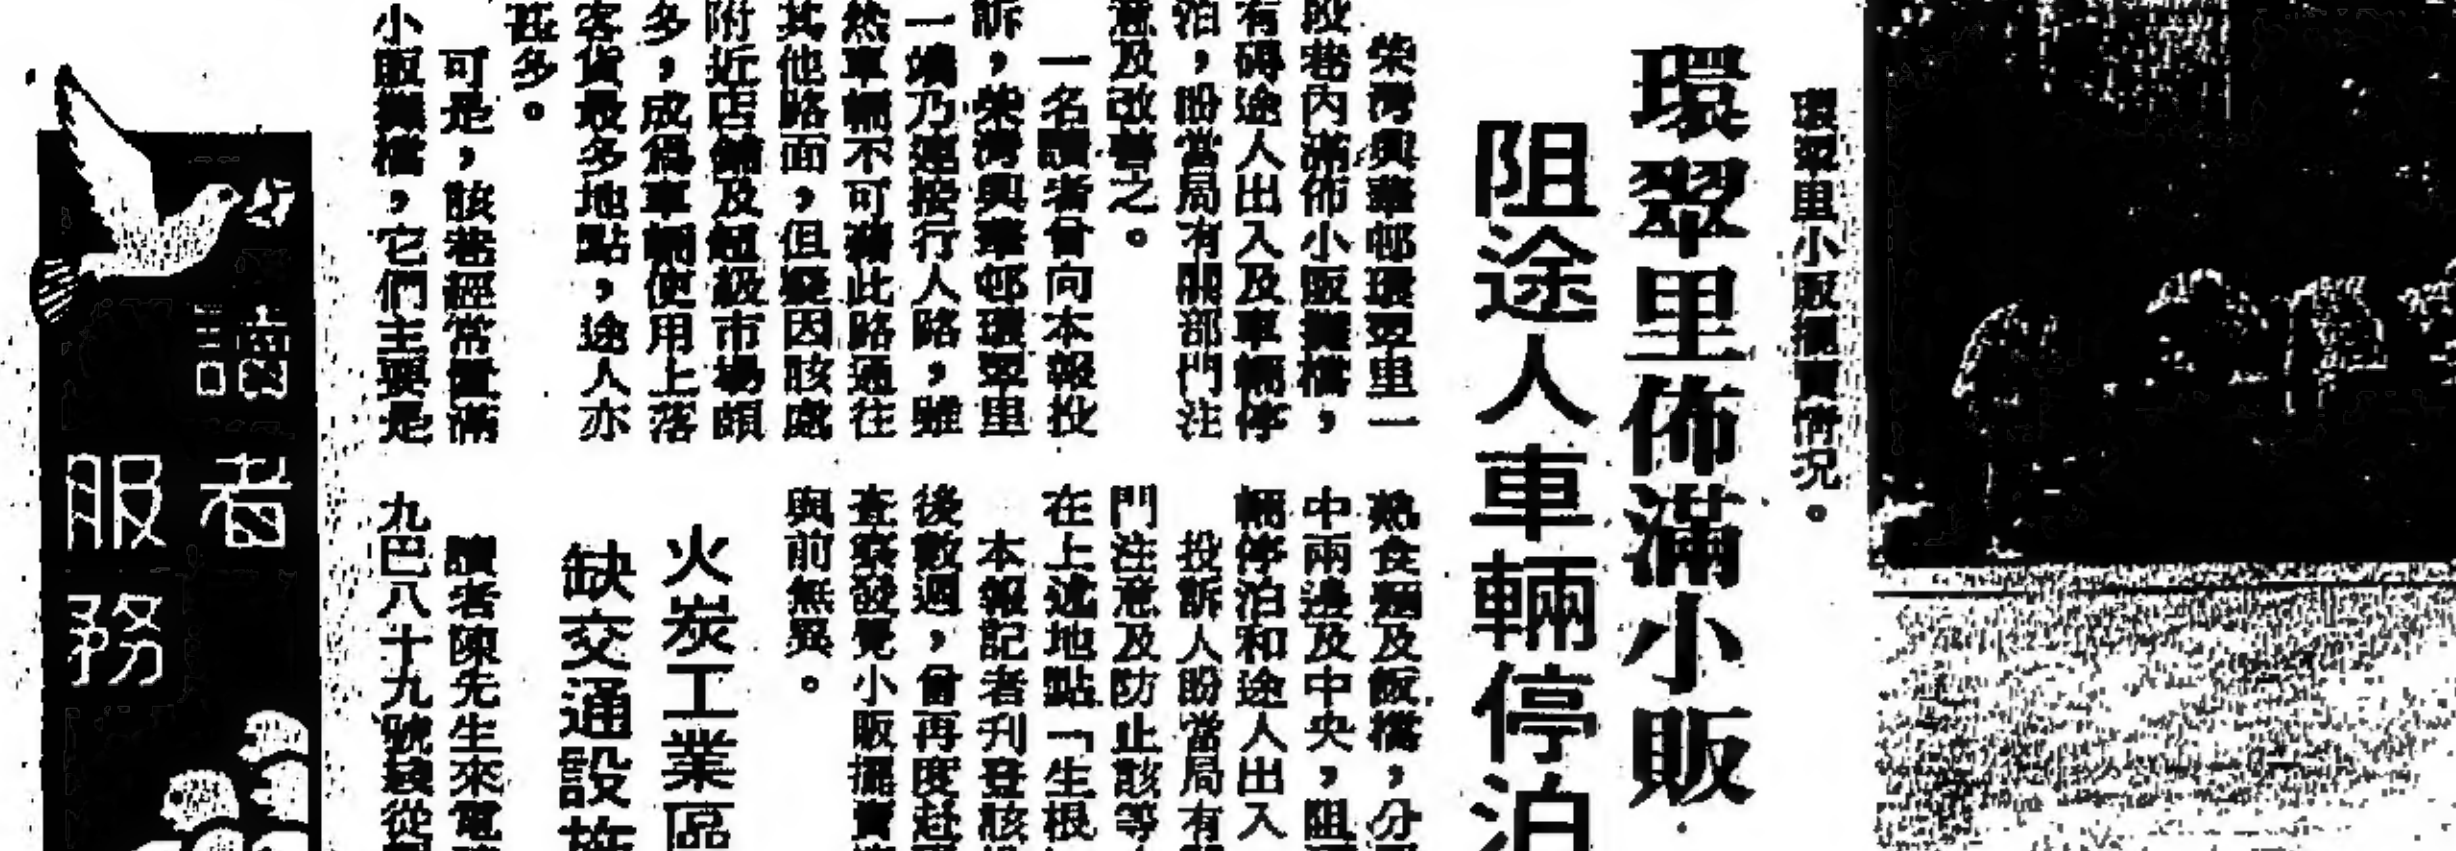 環翠里小販擺賣情況。
環翠里佈滿小販
阻途人車輛停泊
柴灣興華邨環翠里一
段巷內滿佈小販攤檔，
有碍途人出入及車輛停
泊，盼當局有關部門注
意及改善之。
一名讀者曾向本報投
訴，柴灣興華邨環翠里
一端乃連接行人路，雖
然車輛不可藉此路通往
其他路面，但礙因該處
附近店舖及超級市場頗
多，成為車輛使用上落
客貨最多地點，途人亦
甚多。
可是，該巷經常置滿
小販攤檔，它們主要是
熟食麵及飯檔，分
中兩邊及中央，阻
輛停泊和途人出入
投訴人盼當局有
門注意及防止該等
在上述地點「生根
本報記者刊登該
後數週，曾再度赴
查察發覺小販擺賣
與前無異。
火炭工業區
缺交通設施
讀者陳先生來電
九巴八十九號線從
讀者
服務